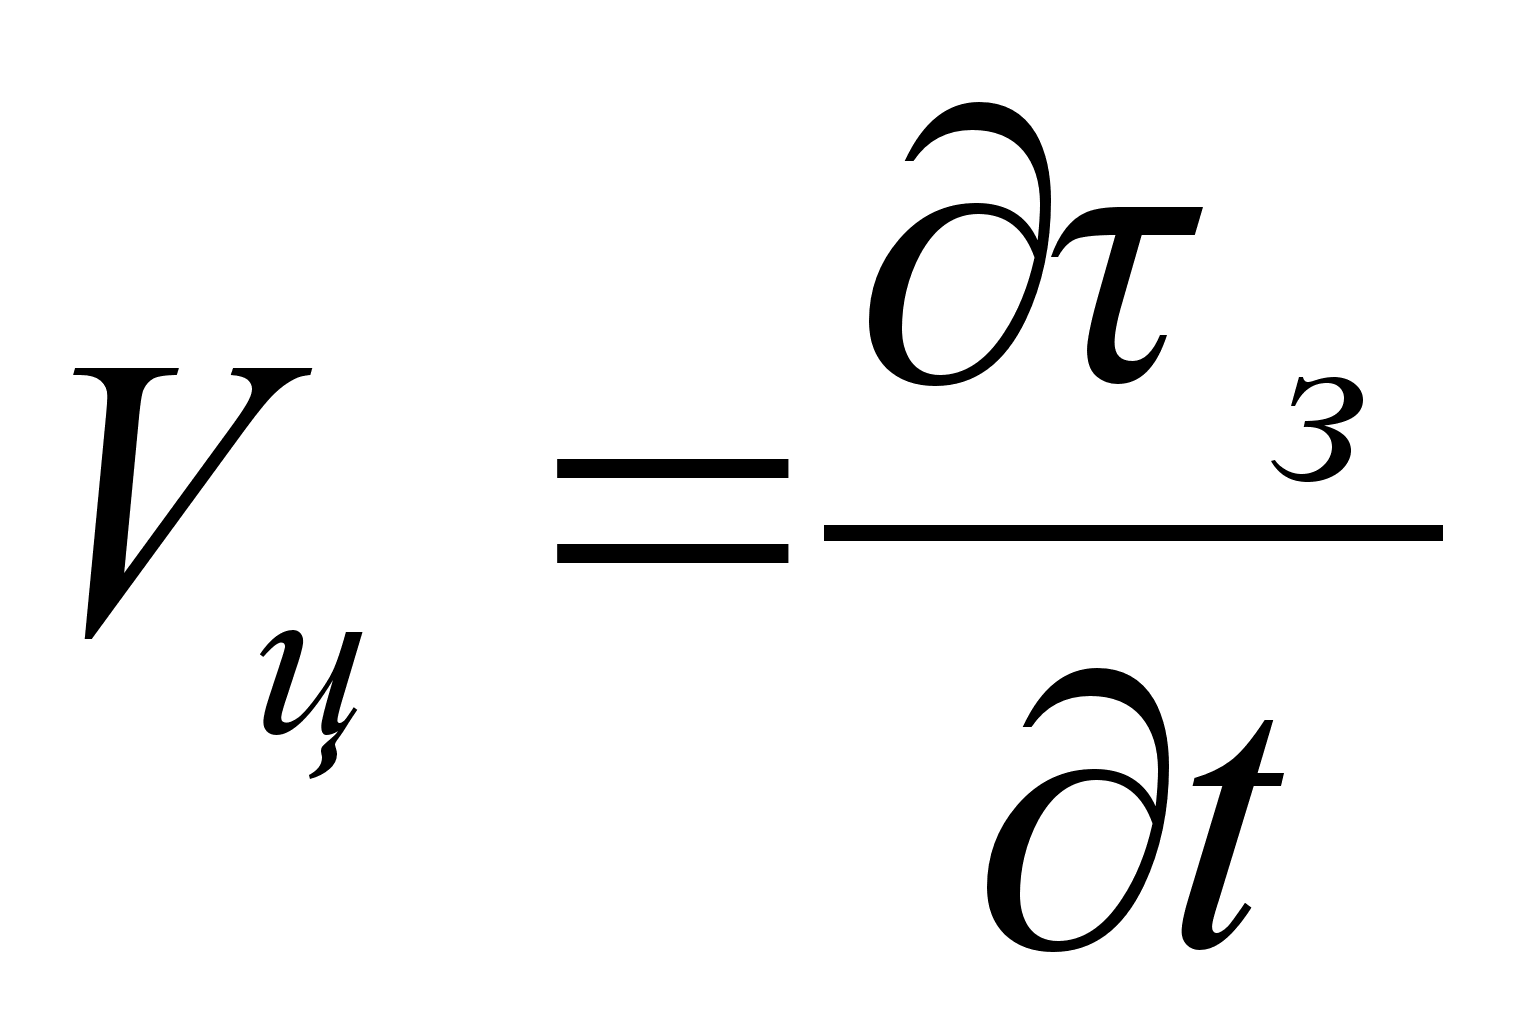 V_ц = ∂τ_з / ∂t